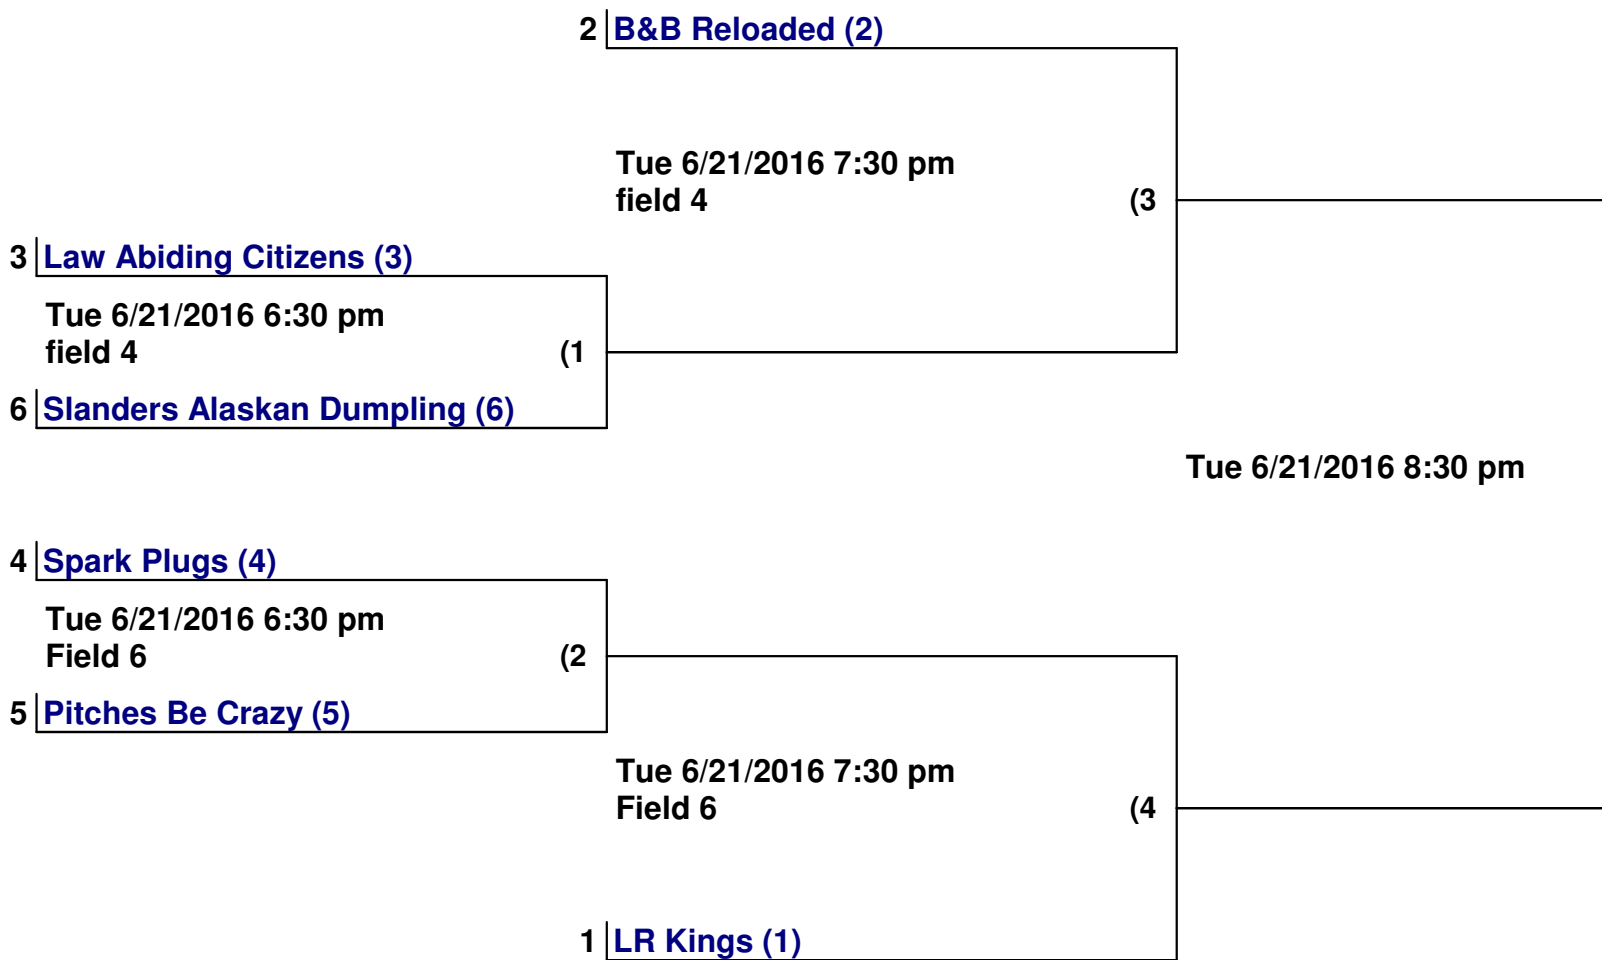 2 B&B Reloaded (2)
Tue 6/21/2016 7:30 pm
field 4 (3
3 Law Abiding Citizens (3)
Tue 6/21/2016 6:30 pm
field 4 (1
6 Slanders Alaskan Dumpling (6)
Tue 6/21/2016 8:30 pm
4 Spark Plugs (4)
Tue 6/21/2016 6:30 pm
Field 6 (2
5 Pitches Be Crazy (5)
Tue 6/21/2016 7:30 pm
Field 6 (4
1 LR Kings (1)